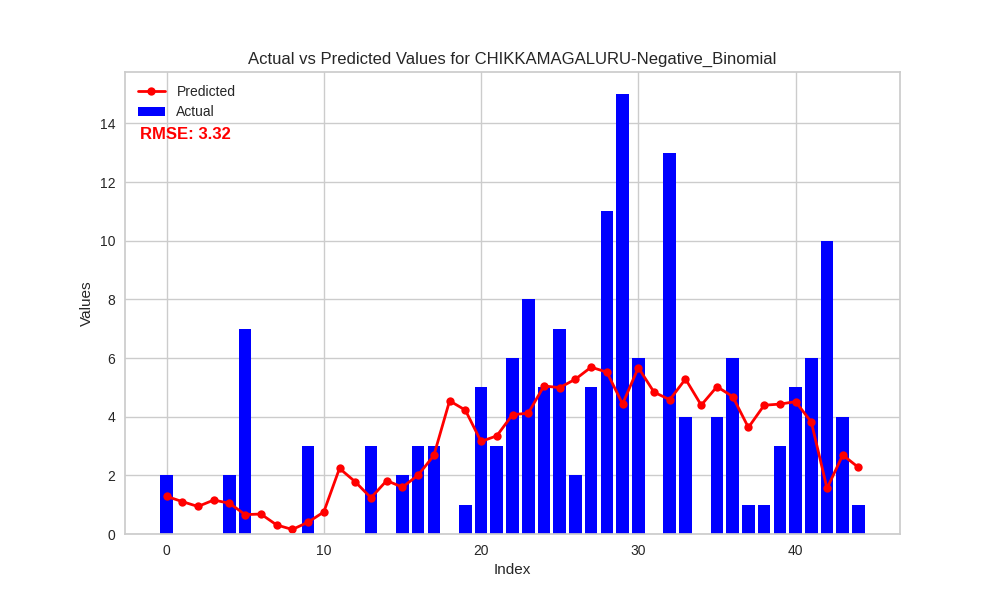 Actual vs Predicted Values for CHIKKAMAGALURU-Negative_Binomial
Predicted
Actual
RMSE: 3.32
Values
14
12
10
8
6
4
2
0
0 10 20 30 40
Index